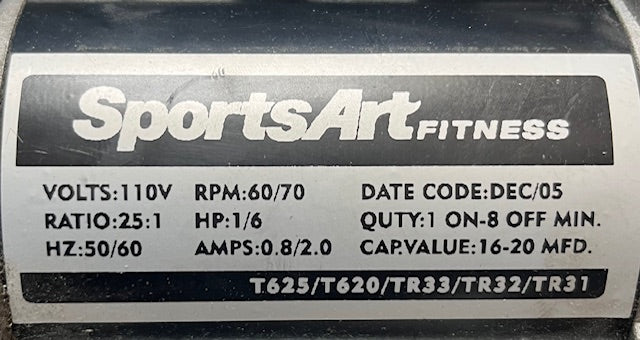 SportsArt FITNESS
VOLTS:110V RPM:60/70 DATE CODE:DEC/05
RATIO:25:1 HP:1/6 QUTY:1 ON-8 OFF MIN.
HZ:50/60 AMPS:0.8/2.0 CAP.VALUE:16-20 MFD.
T625/T620/TR33/TR32/TR31